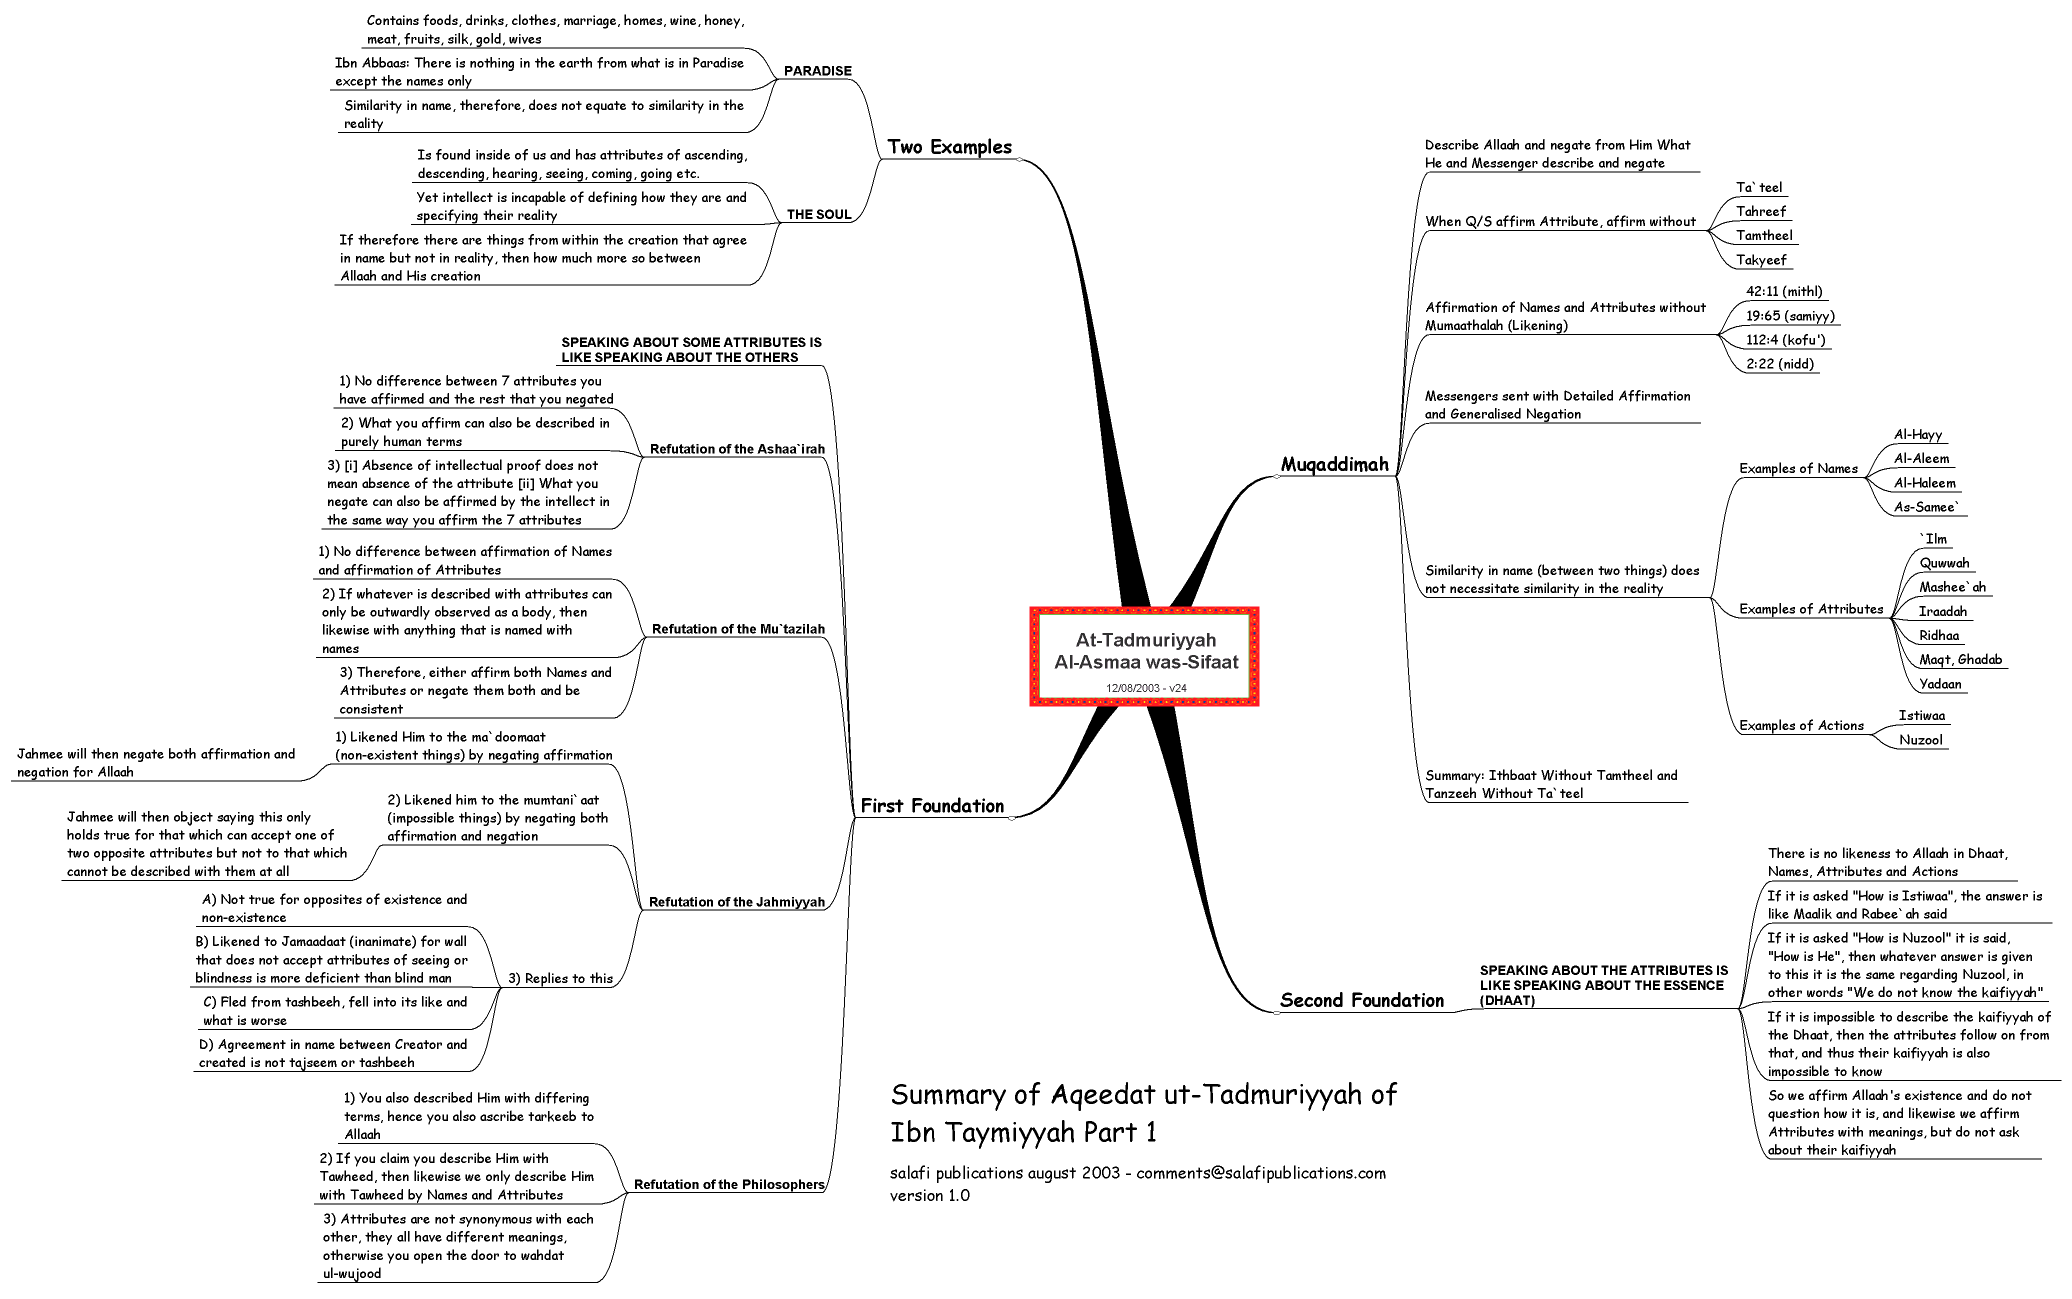 At-Tadmuriyyah
Al-Asmaa was-Sifaat
12/08/2003 - v24
Muqaddimah
Describe Allaah and negate from Him What
He and Messenger describe and negate
When Q/S affirm Attribute, affirm without
Ta`teel
Tahreef
Tamtheel
Takyeef
Affirmation of Names and Attributes without
Mumaathalah (Likening)
42:11 (mithl)
19:65 (samiyy)
112:4 (kofu')
2:22 (nidd)
Messengers sent with Detailed Affirmation
and Generalised Negation
Similarity in name (between two things) does
not necessitate similarity in the reality
Examples of Names
Al-Hayy
Al-Aleem
Al-Haleem
As-Samee`
Examples of Attributes
`Ilm
Quwwah
Mashee`ah
Iraadah
Ridhaa
Maqt, Ghadab
Yadaan
Examples of Actions
Istiwaa
Nuzool
Summary: Ithbaat Without Tamtheel and
Tanzeeh Without Ta`teel
Second Foundation
SPEAKING ABOUT THE ATTRIBUTES IS
LIKE SPEAKING ABOUT THE ESSENCE
(DHAAT)
There is no likeness to Allaah in Dhaat,
Names, Attributes and Actions
If it is asked "How is Istiwaa", the answer is
like Maalik and Rabee`ah said
If it is asked "How is Nuzool" it is said,
"How is He", then whatever answer is given
to this it is the same regarding Nuzool, in
other words "We do not know the kaifiyyah"
If it is impossible to describe the kaifiyyah of
the Dhaat, then the attributes follow on from
that, and thus their kaifiyyah is also
impossible to know
So we affirm Allaah's existence and do not
question how it is, and likewise we affirm
Attributes with meanings, but do not ask
about their kaifiyyah
Two Examples
PARADISE
Contains foods, drinks, clothes, marriage, homes, wine, honey,
meat, fruits, silk, gold, wives
Ibn Abbaas: There is nothing in the earth from what is in Paradise
except the names only
Similarity in name, therefore, does not equate to similarity in the
reality
THE SOUL
Is found inside of us and has attributes of ascending,
descending, hearing, seeing, coming, going etc.
Yet intellect is incapable of defining how they are and
specifying their reality
If therefore there are things from within the creation that agree
in name but not in reality, then how much more so between
Allaah and His creation
First Foundation
SPEAKING ABOUT SOME ATTRIBUTES IS
LIKE SPEAKING ABOUT THE OTHERS
Refutation of the Ashaa`irah
1) No difference between 7 attributes you
have affirmed and the rest that you negated
2) What you affirm can also be described in
purely human terms
3) [i] Absence of intellectual proof does not
mean absence of the attribute [ii] What you
negate can also be affirmed by the intellect in
the same way you affirm the 7 attributes
Refutation of the Mu`tazilah
1) No difference between affirmation of Names
and affirmation of Attributes
2) If whatever is described with attributes can
only be outwardly observed as a body, then
likewise with anything that is named with
names
3) Therefore, either affirm both Names and
Attributes or negate them both and be
consistent
Refutation of the Jahmiyyah
1) Likened Him to the ma`doomaat
(non-existent things) by negating affirmation
Jahmee will then negate both affirmation and
negation for Allaah
2) Likened him to the mumtani`aat
(impossible things) by negating both
affirmation and negation
Jahmee will then object saying this only
holds true for that which can accept one of
two opposite attributes but not to that which
cannot be described with them at all
3) Replies to this
A) Not true for opposites of existence and
non-existence
B) Likened to Jamaadaat (inanimate) for wall
that does not accept attributes of seeing or
blindness is more deficient than blind man
C) Fled from tashbeeh, fell into its like and
what is worse
D) Agreement in name between Creator and
created is not tajseem or tashbeeh
Refutation of the Philosophers
1) You also described Him with differing
terms, hence you also ascribe tarkeeb to
Allaah
2) If you claim you describe Him with
Tawheed, then likewise we only describe Him
with Tawheed by Names and Attributes
3) Attributes are not synonymous with each
other, they all have different meanings,
otherwise you open the door to wahdat
ul-wujood
Summary of Aqeedat ut-Tadmuriyyah of
Ibn Taymiyyah Part 1
salafi publications august 2003 - comments@salafipublications.com
version 1.0